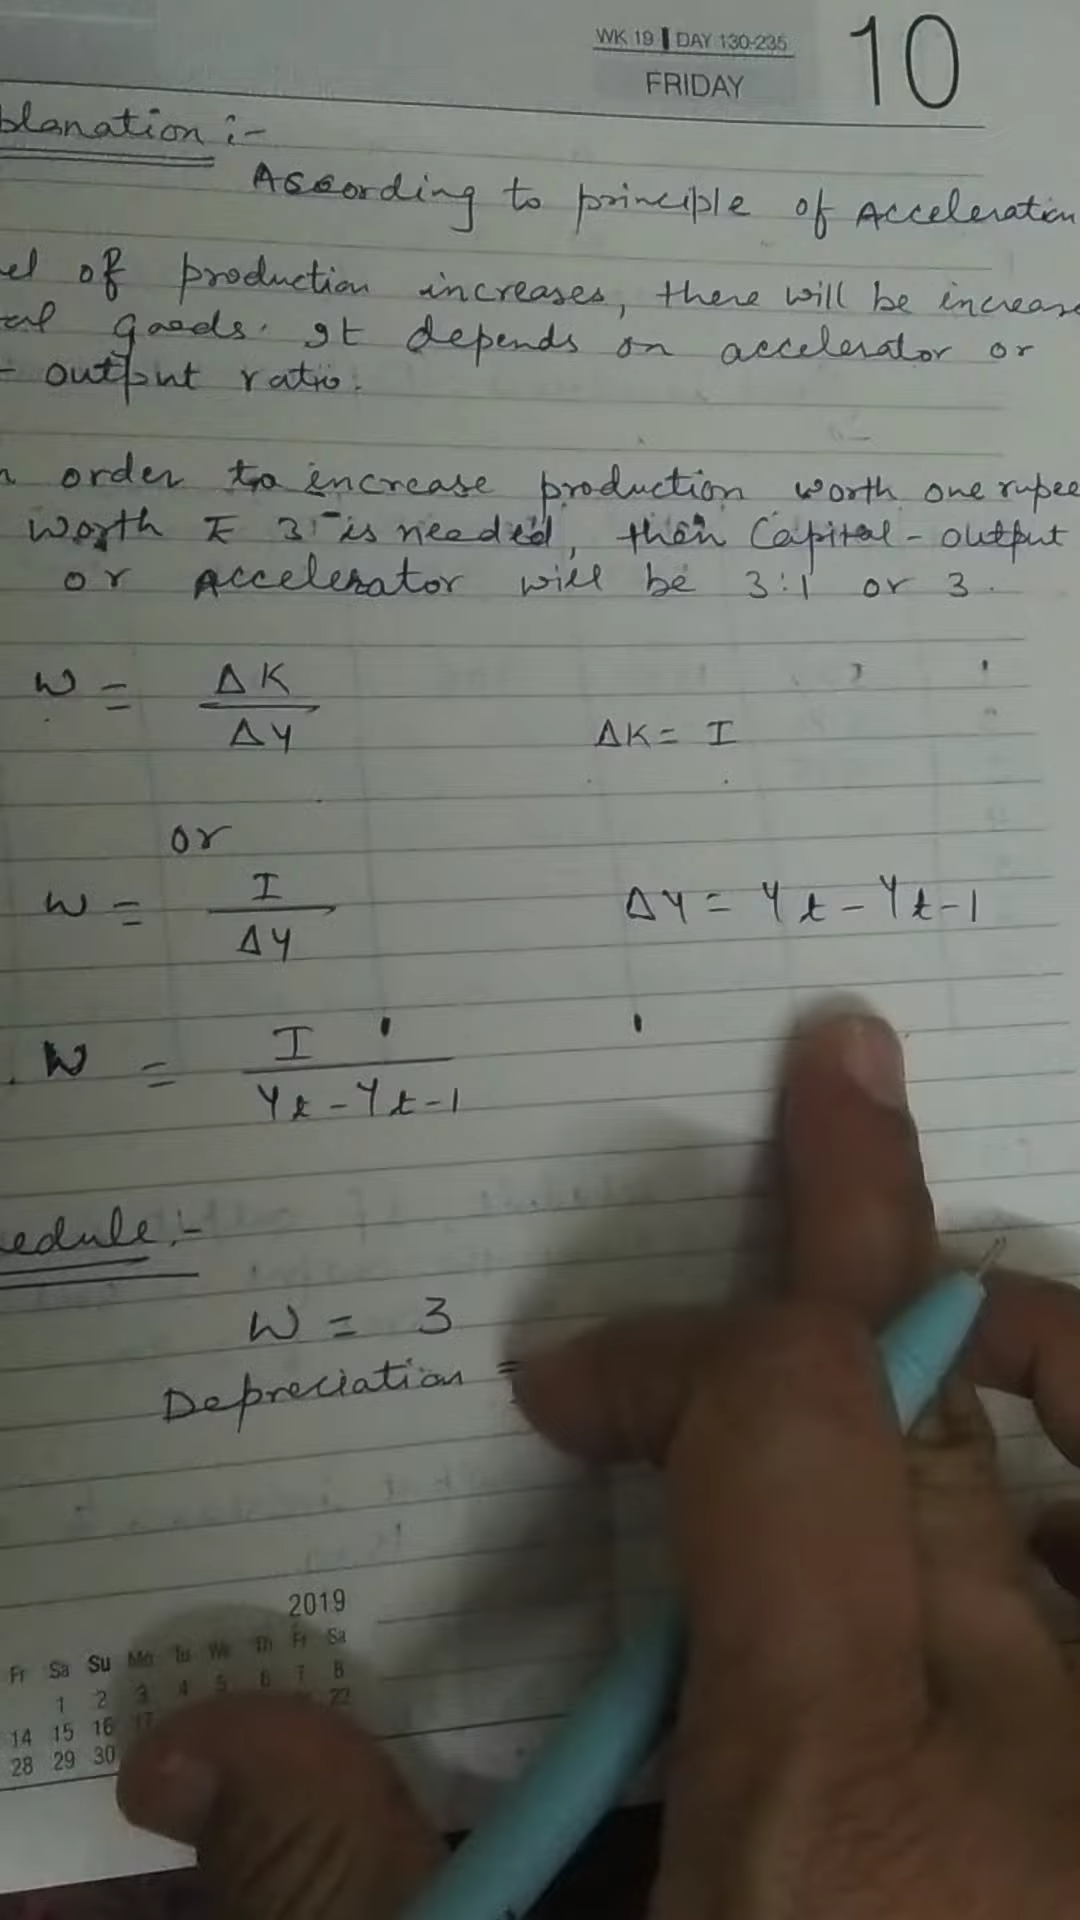 WK 19 DAY 130-235
FRIDAY
10
planation :-
According to principle of Acceleration
el of production increases, there will be increase
al goods. It depends on accelerator or
- output ratio.
order to increase production worth one rupee
worth ₹ 3 is needed, then Capital - output
or Accelerator will be 3:1 or 3.
W = ΔK / ΔY
ΔK = I
or
W = I / ΔY
ΔY = Yt - Yt-1
W = I / Yt - Yt-1
edule :-
W = 3
Depreciation =
2019
Fr Sa Su Mo Tu We Th Fr Sa
1 2 3 4 5 6 7 8
14 15 16 17 22
28 29 30